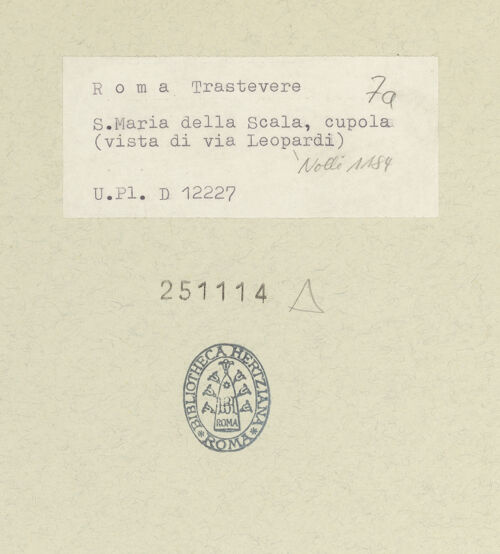 R o m a  Trastevere
7a
S.Maria della Scala, cupola
(vista di via Leopardi)
Nolli 1184
U.Pl. D 12227
251114
BIBLIOTHECA HERTZIANA
ROMA
ROMA